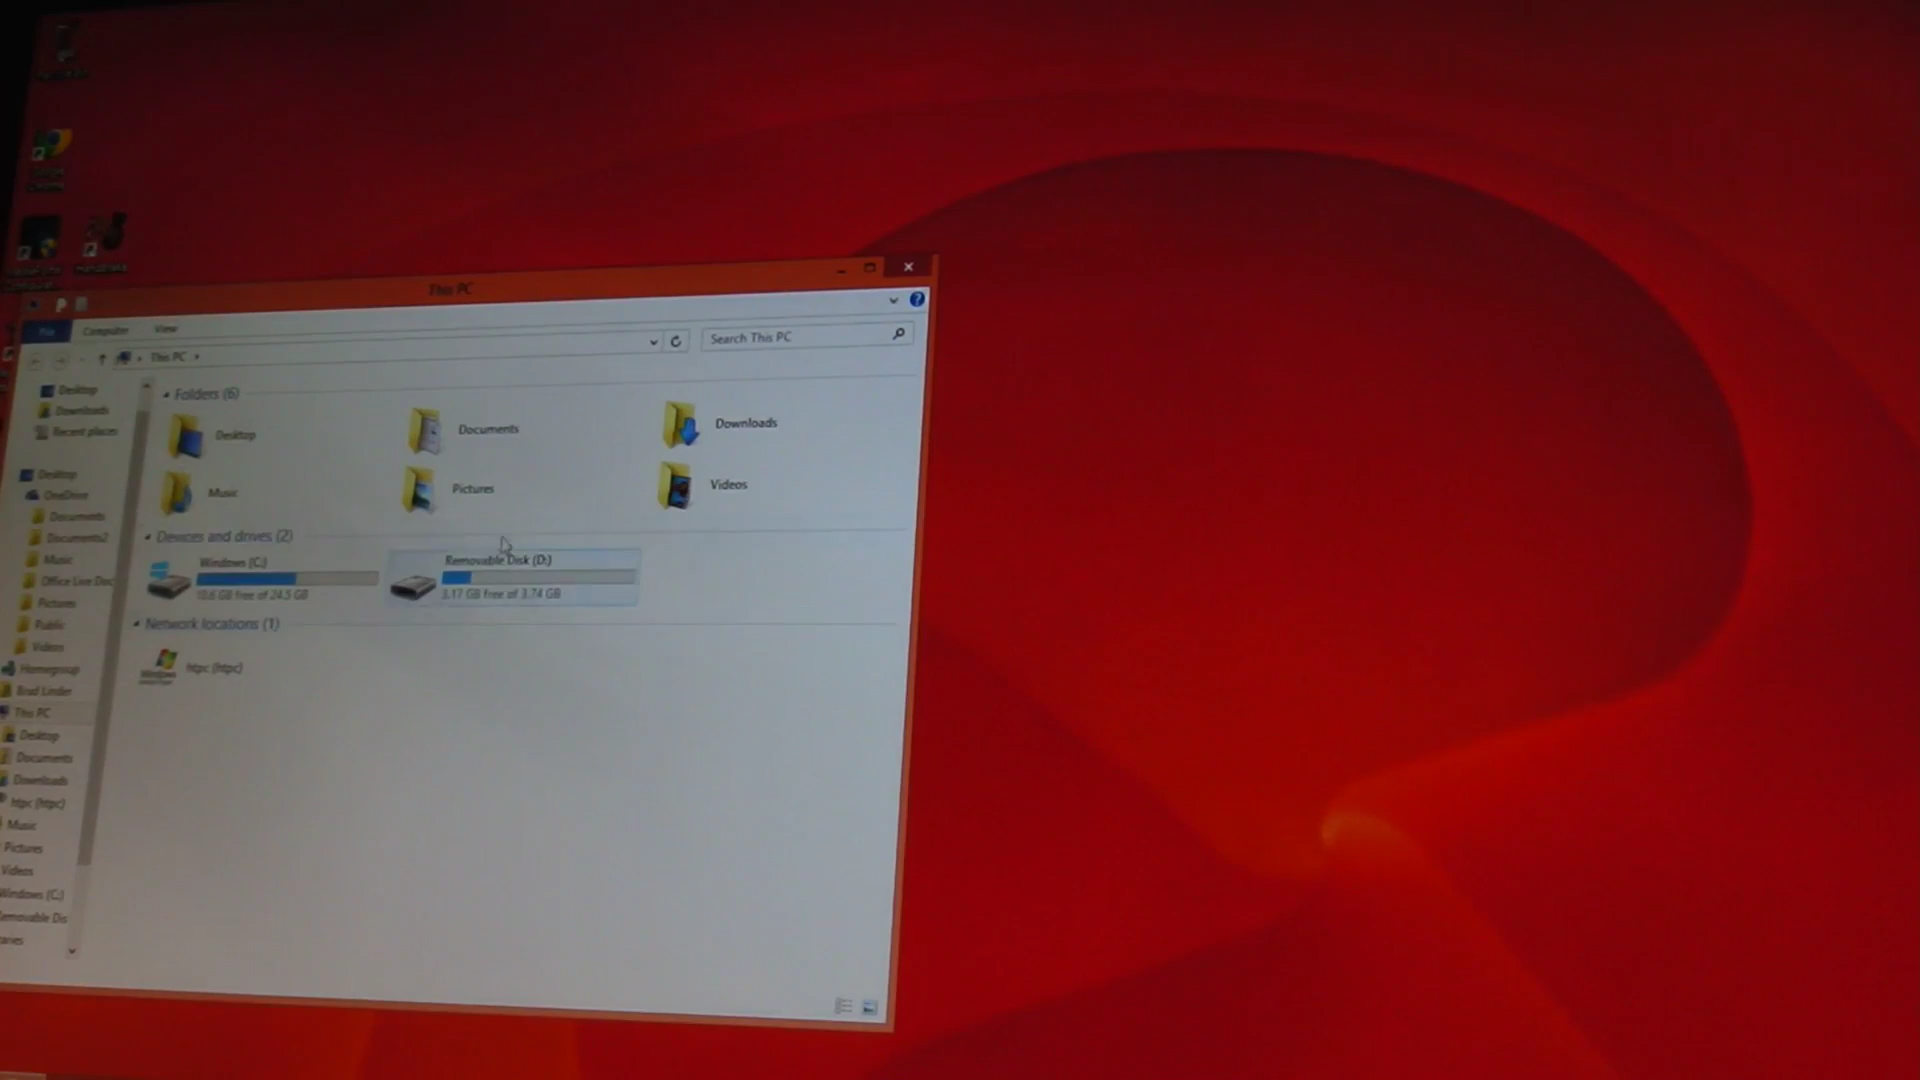 Chrome
This PC
File
Computer
View
This PC
Search This PC
Desktop
Downloads
Recent places
Desktop
OneDrive
Documents
Documents2
Music
Office Live Doc
Pictures
Public
Videos
Homegroup
Brad Linder
This PC
Desktop
Documents
Downloads
htpc (htpc)
Music
Pictures
Videos
Windows (C:)
Removable Dis
raries
Folders (6)
Desktop
Documents
Downloads
Music
Pictures
Videos
Devices and drives (2)
Windows (C:)
10.6 GB free of 24.5 GB
Removable Disk (D:)
3.17 GB free of 3.74 GB
Network locations (1)
Windows
htpc (htpc)